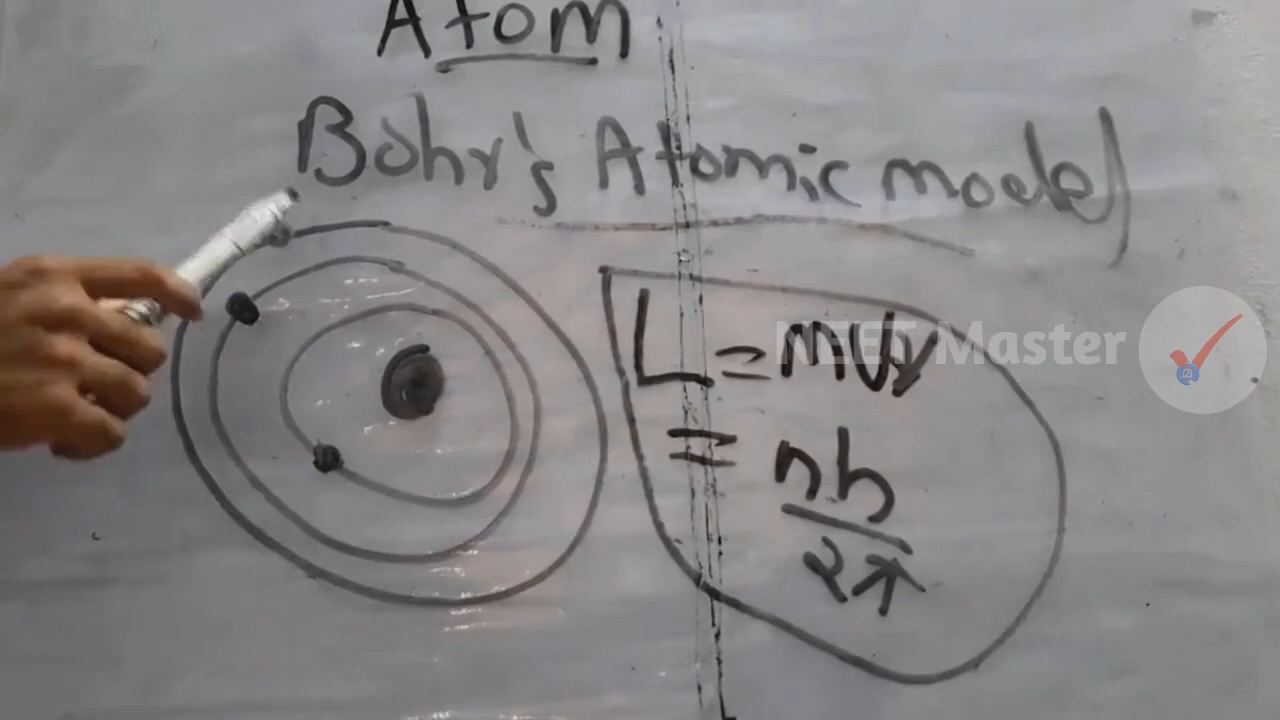 Atom
Bohr's Atomic model
L = mvr
= nh
2π
NEET Master